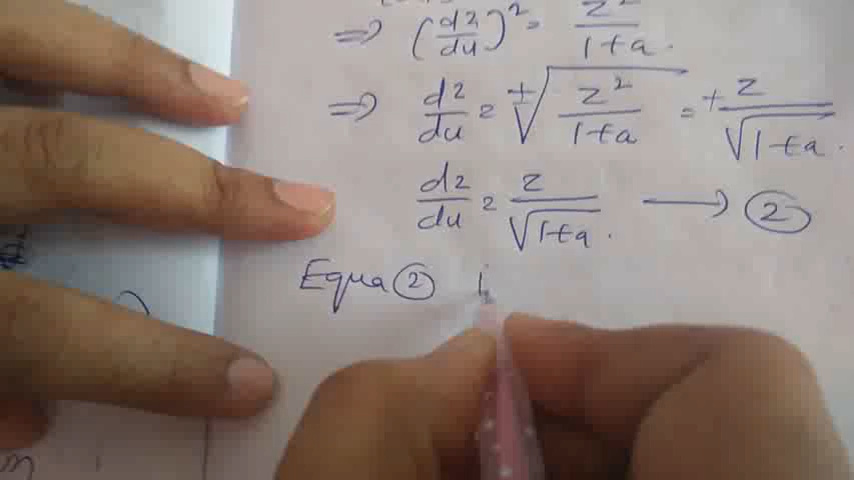 ⇒ (dz/du)² = z²/1+a.
⇒ dz/du = ±√(z²/1+a) = ± z/√1+a.
dz/du = z/√1+a. → ②
Equa ② i